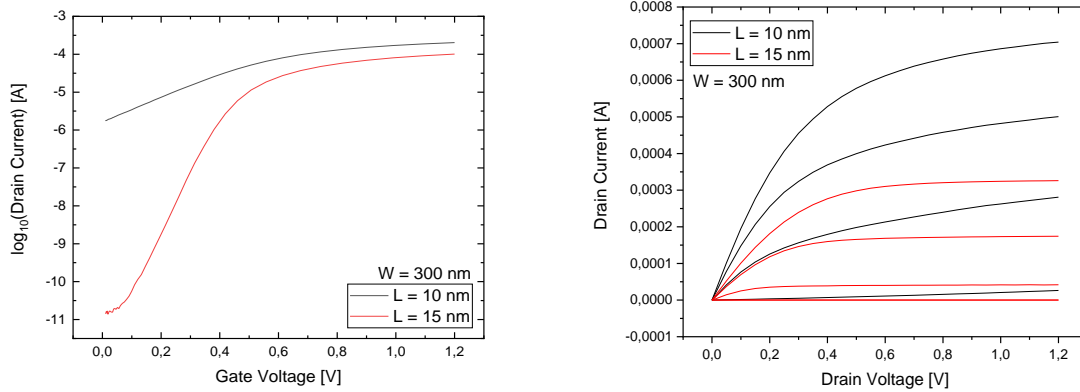 -3
-4
-5
-6
-7
-8
-9
-10
-11
0,0 0,2 0,4 0,6 0,8 1,0 1,2
log10(Drain Current) [A]
Gate Voltage [V]
W = 300 nm
L = 10 nm
L = 15 nm
0,0008
0,0007
0,0006
0,0005
0,0004
0,0003
0,0002
0,0001
0,0000
-0,0001
0,0 0,2 0,4 0,6 0,8 1,0 1,2
Drain Current [A]
Drain Voltage [V]
L = 10 nm
L = 15 nm
W = 300 nm